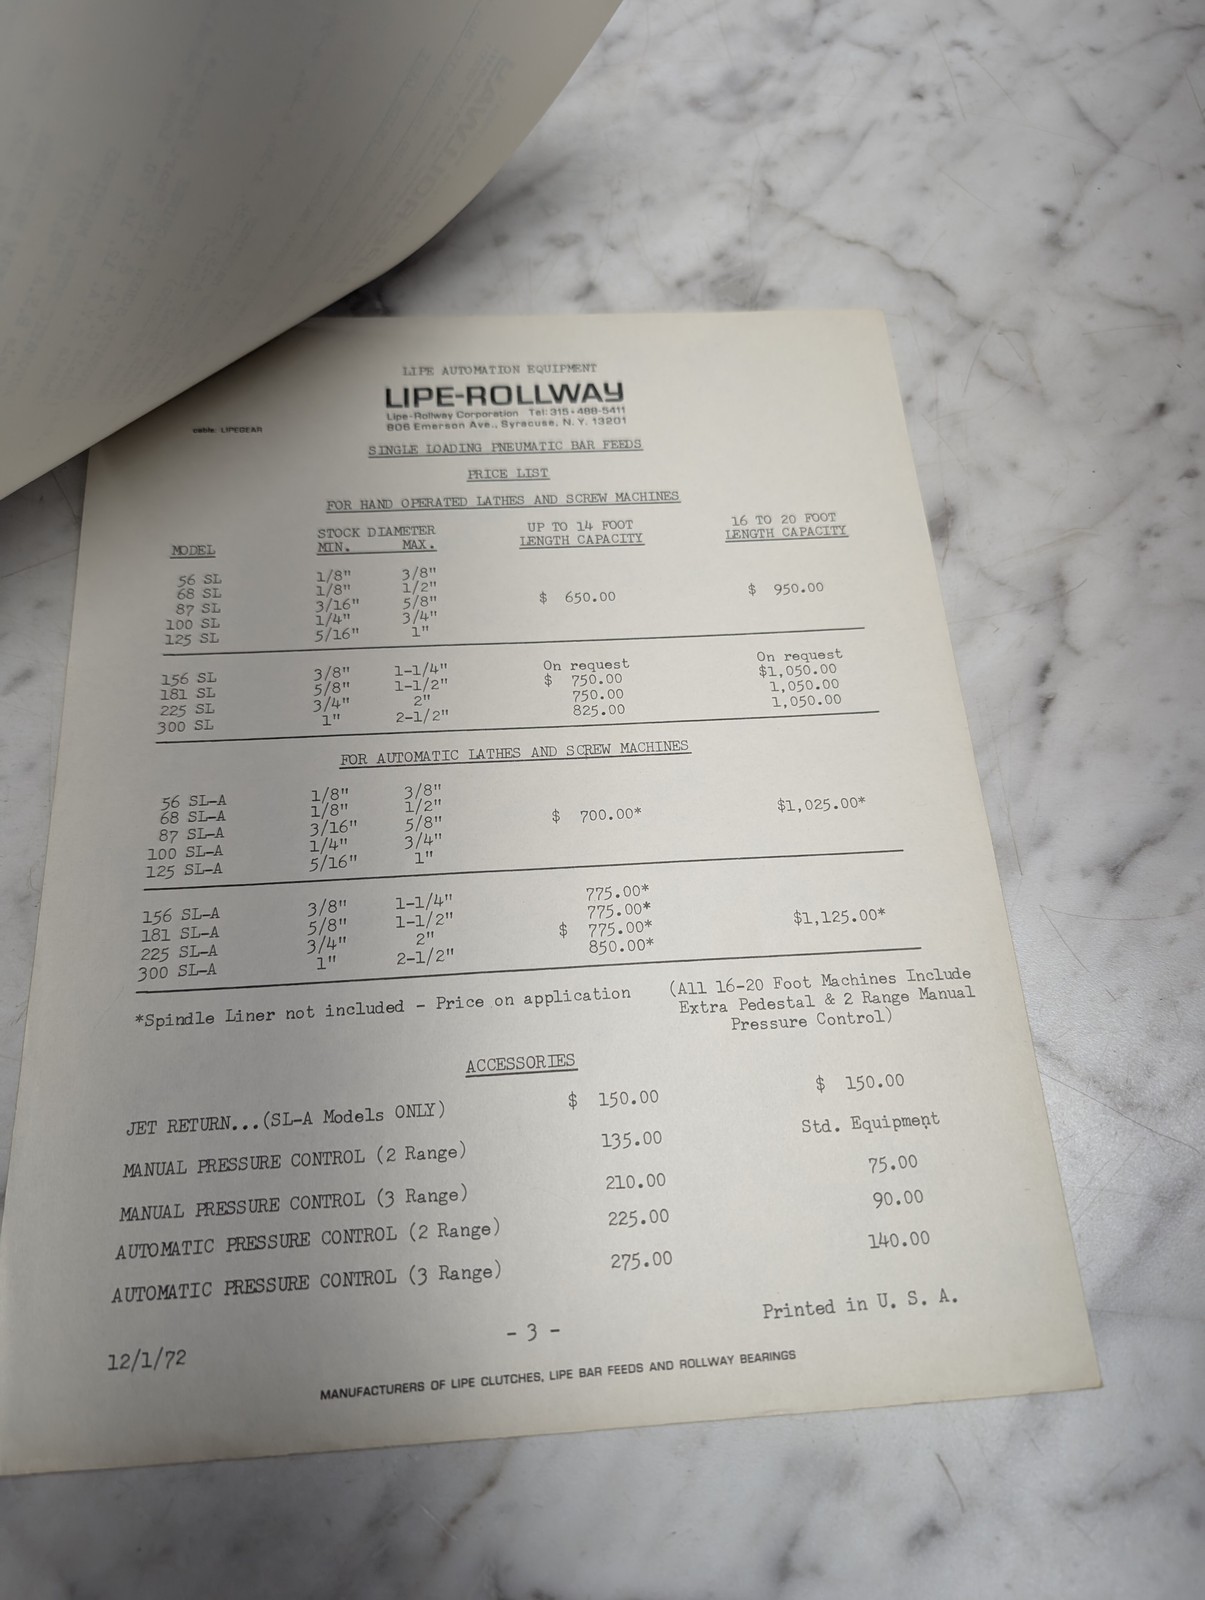 LIPE AUTOMATION EQUIPMENT
LIPE-ROLLWAY
Lipe-Rollway Corporation Tel: 315-488-5411
cable: LIPEGEAR 806 Emerson Ave., Syracuse, N. Y. 13201
SINGLE LOADING PNEUMATIC BAR FEEDS
PRICE LIST
FOR HAND OPERATED LATHES AND SCREW MACHINES
STOCK DIAMETER UP TO 14 FOOT 16 TO 20 FOOT
MODEL MIN. MAX. LENGTH CAPACITY LENGTH CAPACITY
56 SL 1/8" 3/8"
68 SL 1/8" 1/2"
87 SL 3/16" 5/8" $ 650.00 $ 950.00
100 SL 1/4" 3/4"
125 SL 5/16" 1"
156 SL 3/8" 1-1/4" On request On request
181 SL 5/8" 1-1/2" $ 750.00 $1,050.00
225 SL 3/4" 2" 750.00 1,050.00
300 SL 1" 2-1/2" 825.00 1,050.00
FOR AUTOMATIC LATHES AND SCREW MACHINES
56 SL-A 1/8" 3/8"
68 SL-A 1/8" 1/2"
87 SL-A 3/16" 5/8" $ 700.00* $1,025.00*
100 SL-A 1/4" 3/4"
125 SL-A 5/16" 1"
156 SL-A 3/8" 1-1/4" 775.00*
181 SL-A 5/8" 1-1/2" 775.00*
225 SL-A 3/4" 2" $ 775.00* $1,125.00*
300 SL-A 1" 2-1/2" 850.00*
*Spindle Liner not included - Price on application (All 16-20 Foot Machines Include
Extra Pedestal & 2 Range Manual
Pressure Control)
ACCESSORIES
JET RETURN...(SL-A Models ONLY) $ 150.00 $ 150.00
MANUAL PRESSURE CONTROL (2 Range) 135.00 Std. Equipment
MANUAL PRESSURE CONTROL (3 Range) 210.00 75.00
AUTOMATIC PRESSURE CONTROL (2 Range) 225.00 90.00
AUTOMATIC PRESSURE CONTROL (3 Range) 275.00 140.00
Printed in U. S. A.
- 3 -
12/1/72
MANUFACTURERS OF LIPE CLUTCHES, LIPE BAR FEEDS AND ROLLWAY BEARINGS